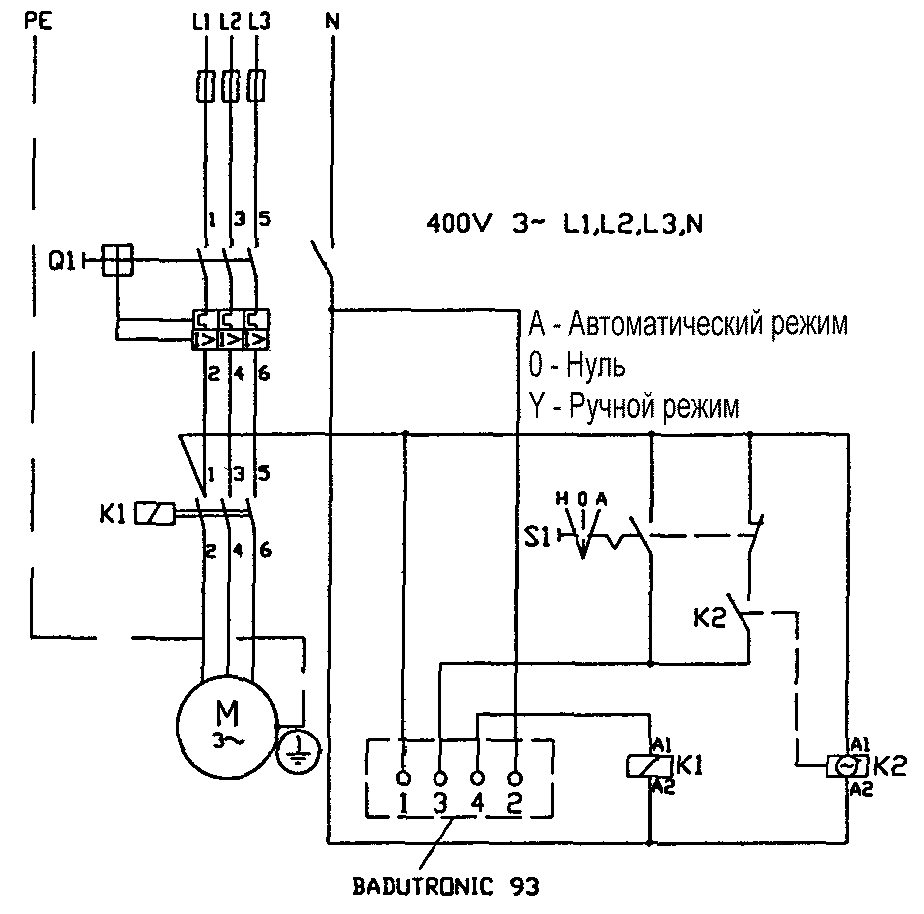 PE L1 L2 L3 N
1 3 5
400V 3~ L1,L2,L3,N
Q1
I> I> I>
А - Автоматический режим
0 - Нуль
Y - Ручной режим
2 4 6
1 3 5
K1
2 4 6
H 0 A
S1
K2
M
3~
A1
K1
A2
A1
K2
A2
~
1 3 4 2
BADUTRONIC 93